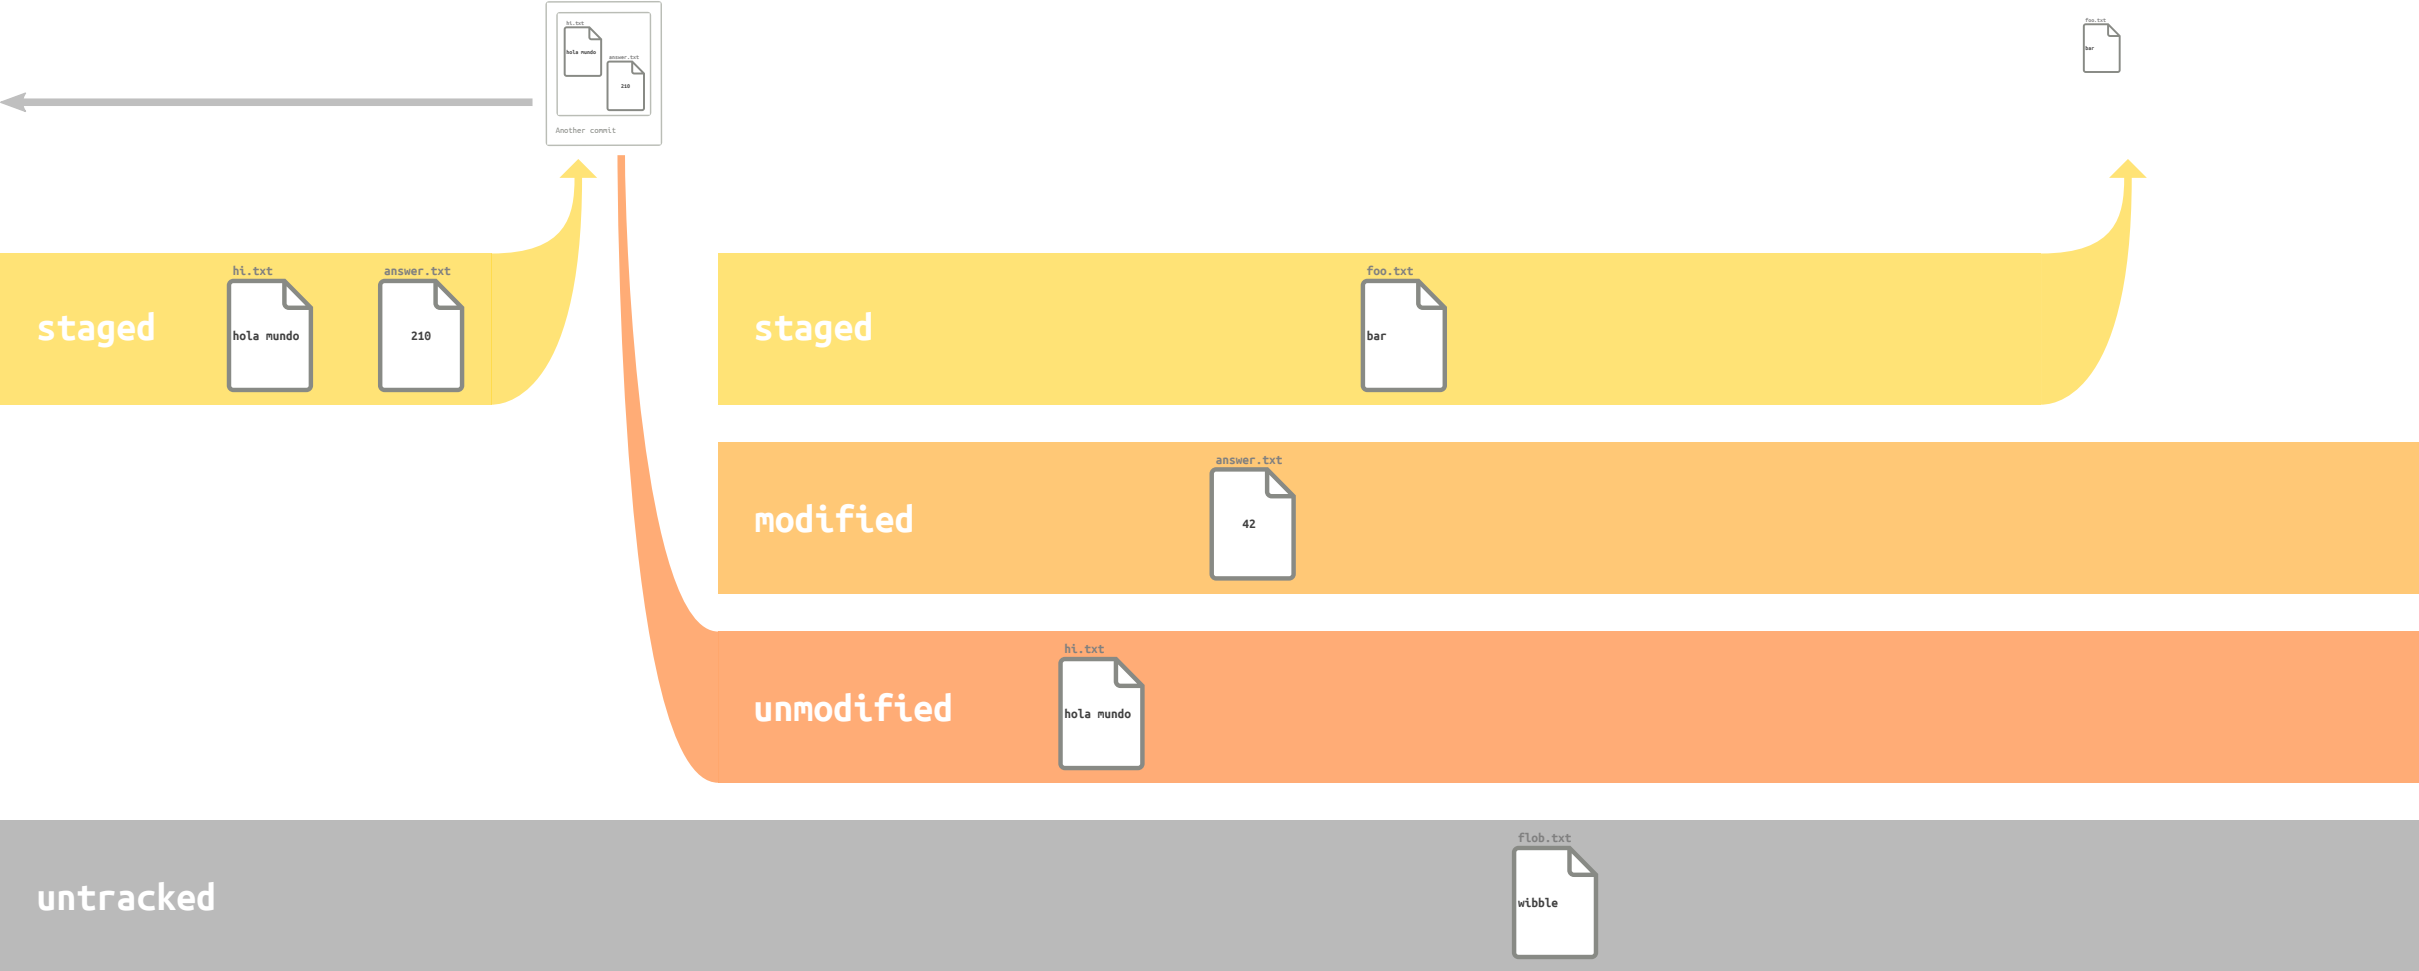 hi.txt
hola mundo
answer.txt
210
Another commit
foo.txt
bar
staged
hi.txt
hola mundo
answer.txt
210
staged
foo.txt
bar
modified
answer.txt
42
unmodified
hi.txt
hola mundo
untracked
flob.txt
wibble